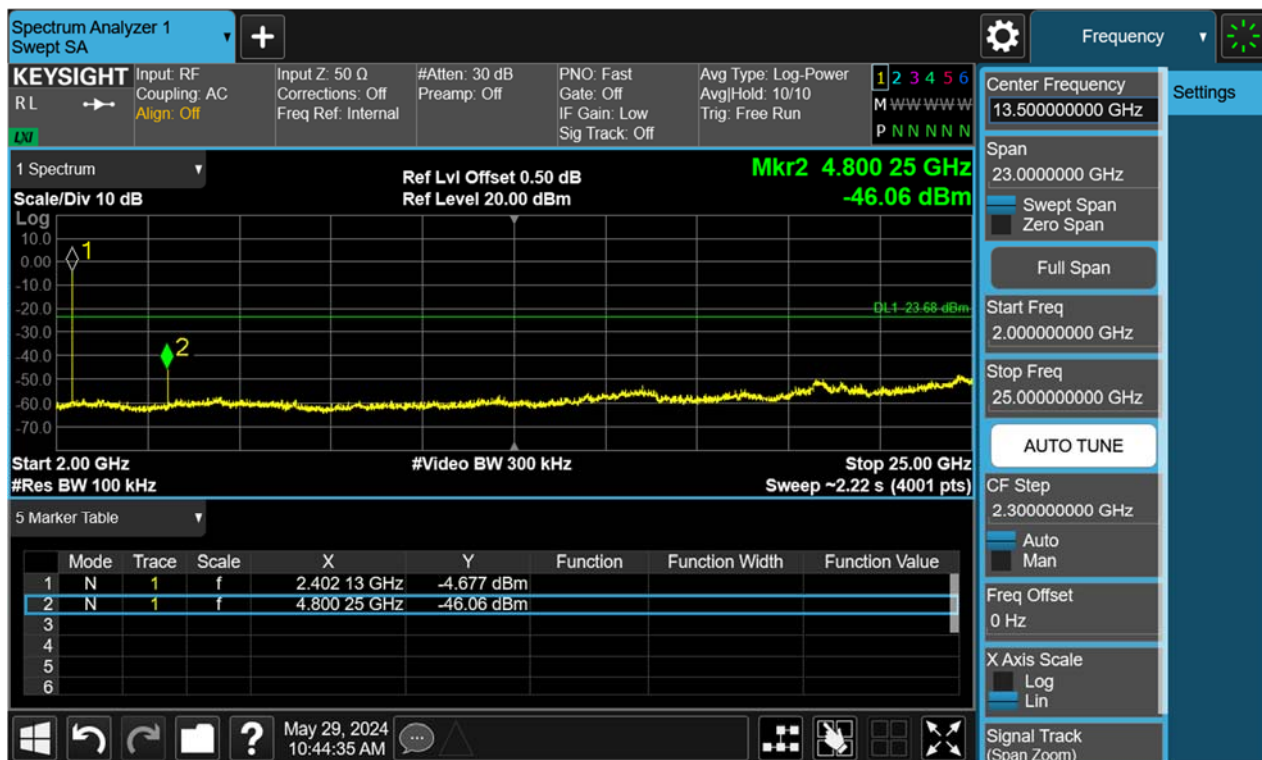 Spectrum Analyzer 1
Swept SA
+
Frequency
KEYSIGHT
R L
LXI
Input: RF
Coupling: AC
Align: Off
Input Z: 50 Ω
Corrections: Off
Freq Ref: Internal
#Atten: 30 dB
Preamp: Off
PNO: Fast
Gate: Off
IF Gain: Low
Sig Track: Off
Avg Type: Log-Power
Avg|Hold: 10/10
Trig: Free Run
1 2 3 4 5 6
M W W W W W
P N N N N N
1 Spectrum
Scale/Div 10 dB
Ref Lvl Offset 0.50 dB
Ref Level 20.00 dBm
Mkr2 4.800 25 GHz
-46.06 dBm
Log
10.0
0.00
-10.0
-20.0
-30.0
-40.0
-50.0
-60.0
-70.0
1
2
DL1 -23.68 dBm
Start 2.00 GHz
#Res BW 100 kHz
#Video BW 300 kHz
Stop 25.00 GHz
Sweep ~2.22 s (4001 pts)
5 Marker Table
Mode Trace Scale X Y Function Function Width Function Value
1 N 1 f 2.402 13 GHz -4.677 dBm
2 N 1 f 4.800 25 GHz -46.06 dBm
3
4
5
6
?
May 29, 2024
10:44:35 AM
Center Frequency
13.500000000 GHz
Span
23.0000000 GHz
Swept Span
Zero Span
Full Span
Start Freq
2.000000000 GHz
Stop Freq
25.000000000 GHz
AUTO TUNE
CF Step
2.300000000 GHz
Auto
Man
Freq Offset
0 Hz
X Axis Scale
Log
Lin
Signal Track
(Span Zoom)
Settings